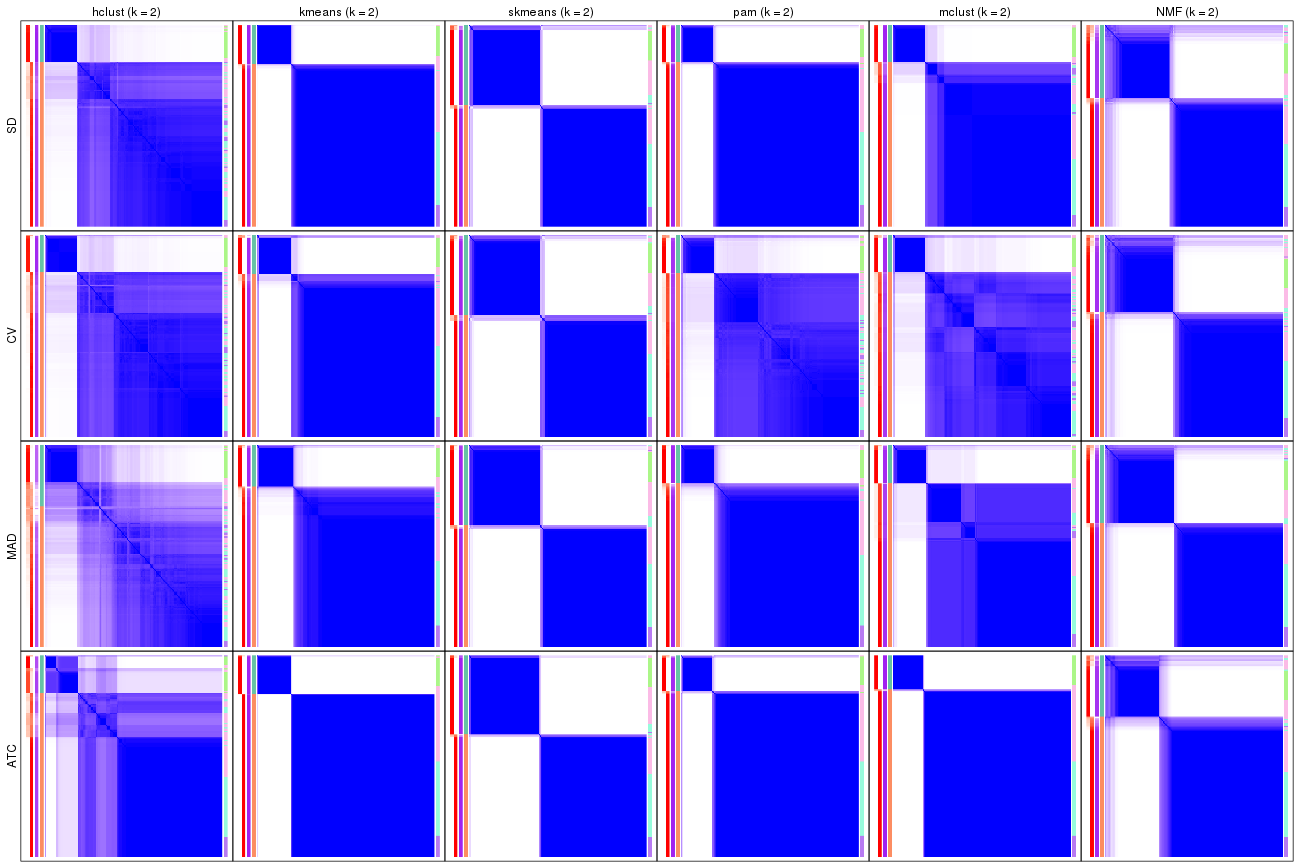 hclust (k = 2)
kmeans (k = 2)
skmeans (k = 2)
pam (k = 2)
mclust (k = 2)
NMF (k = 2)
SD
CV
MAD
ATC